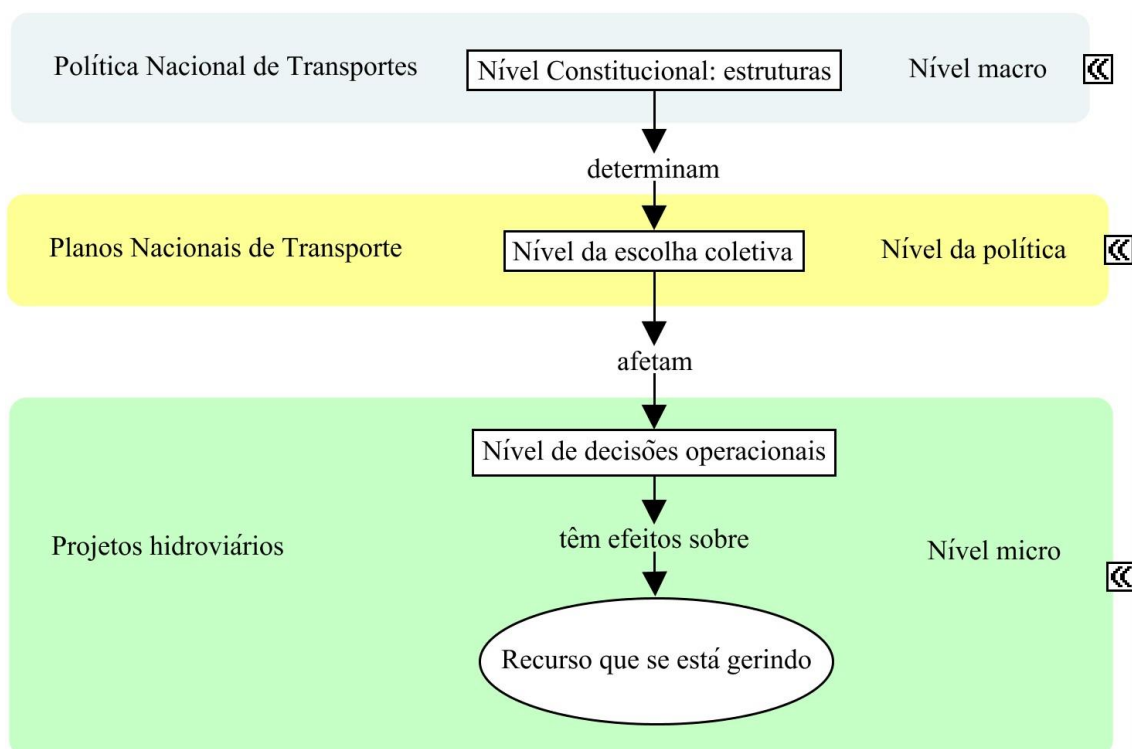 Política Nacional de Transportes
Nível Constitucional: estruturas
Nível macro
determinam
Planos Nacionais de Transporte
Nível da escolha coletiva
Nível da política
afetam
Nível de decisões operacionais
Projetos hidroviários
têm efeitos sobre
Nível micro
Recurso que se está gerindo